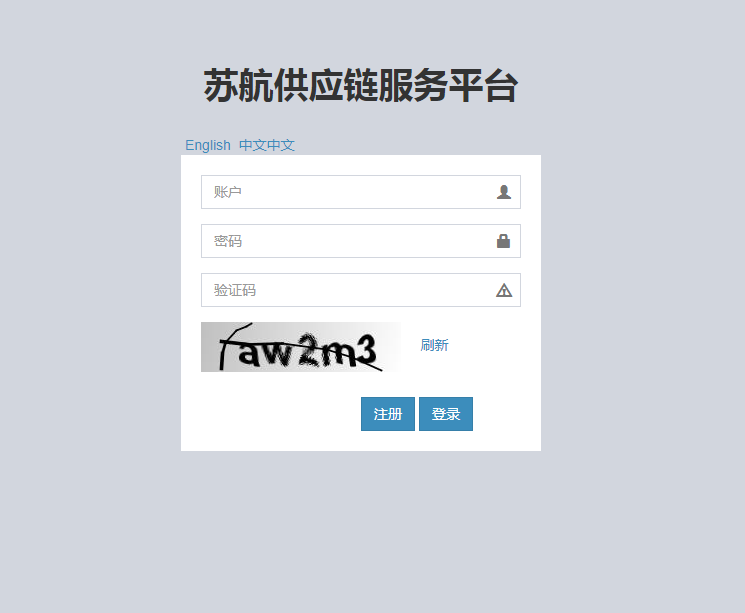 苏航供应链服务平台
English 中文中文
账户
密码
验证码
aw2m3 刷新
注册 登录